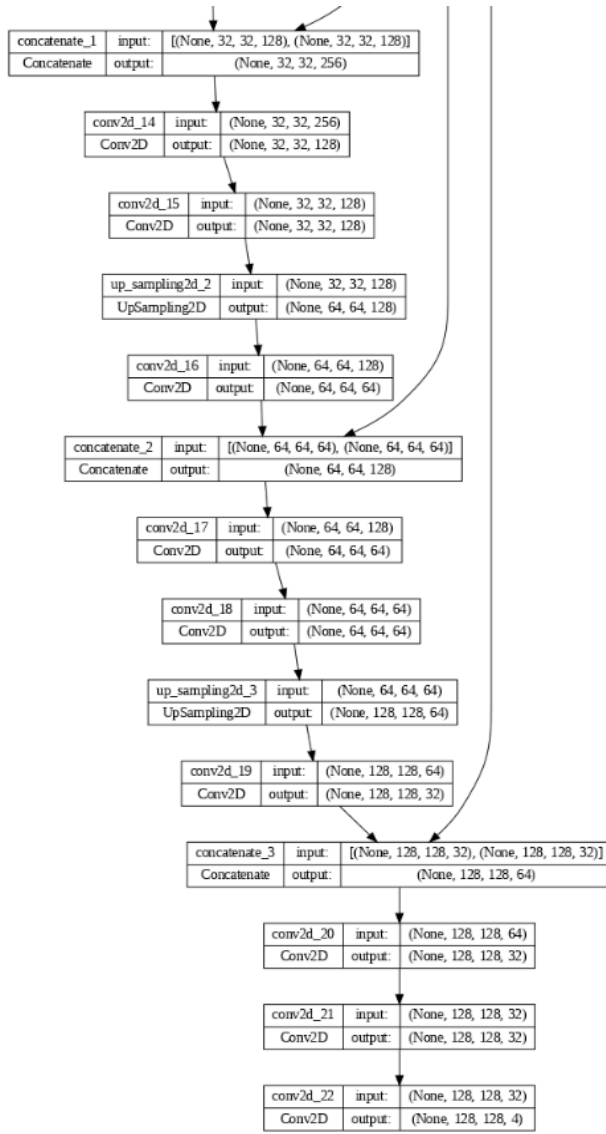 concatenate_1 input: [(None, 32, 32, 128), (None, 32, 32, 128)]
Concatenate output: (None, 32, 32, 256)
conv2d_14 input: (None, 32, 32, 256)
Conv2D output: (None, 32, 32, 128)
conv2d_15 input: (None, 32, 32, 128)
Conv2D output: (None, 32, 32, 128)
up_sampling2d_2 input: (None, 32, 32, 128)
UpSampling2D output: (None, 64, 64, 128)
conv2d_16 input: (None, 64, 64, 128)
Conv2D output: (None, 64, 64, 64)
concatenate_2 input: [(None, 64, 64, 64), (None, 64, 64, 64)]
Concatenate output: (None, 64, 64, 128)
conv2d_17 input: (None, 64, 64, 128)
Conv2D output: (None, 64, 64, 64)
conv2d_18 input: (None, 64, 64, 64)
Conv2D output: (None, 64, 64, 64)
up_sampling2d_3 input: (None, 64, 64, 64)
UpSampling2D output: (None, 128, 128, 64)
conv2d_19 input: (None, 128, 128, 64)
Conv2D output: (None, 128, 128, 32)
concatenate_3 input: [(None, 128, 128, 32), (None, 128, 128, 32)]
Concatenate output: (None, 128, 128, 64)
conv2d_20 input: (None, 128, 128, 64)
Conv2D output: (None, 128, 128, 32)
conv2d_21 input: (None, 128, 128, 32)
Conv2D output: (None, 128, 128, 32)
conv2d_22 input: (None, 128, 128, 32)
Conv2D output: (None, 128, 128, 4)